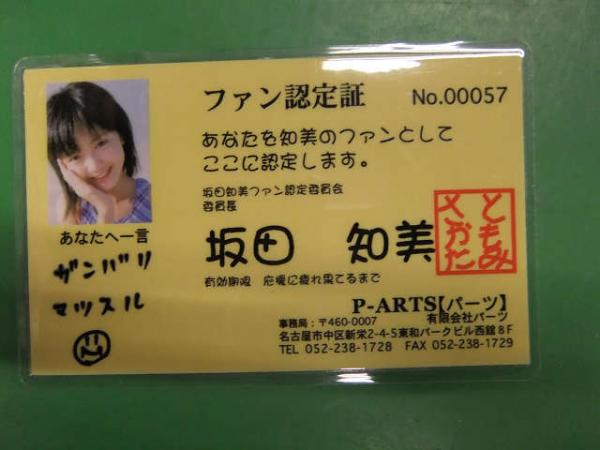 ファン認定証 No.00057
あなたを知美のファンとして
ここに認定します。
坂田知美ファン認定委員会
委員長
坂田 知美
さかた
ともみ
有効期限 応援に疲れ果てるまで
あなたへ一言
ガンバリ
マッスル
P-ARTS【パーツ】
有限会社パーツ
事務局：〒460-0007
名古屋市中区新栄2-4-5東和パークビル西館8F
TEL 052-238-1728 FAX 052-238-1729